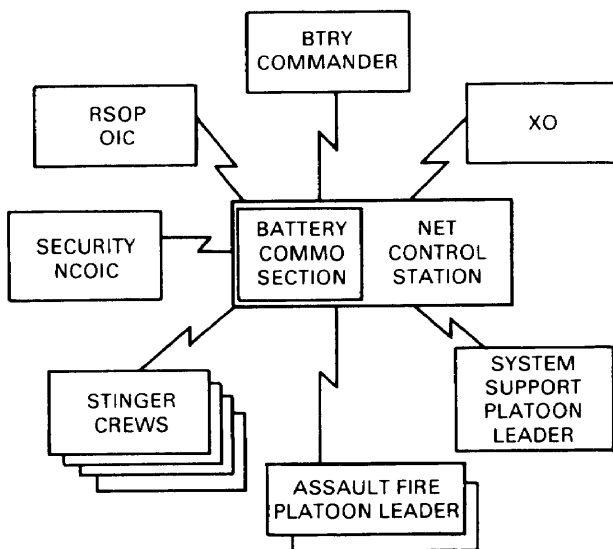 BTRY
COMMANDER
RSOP
OIC
XO
SECURITY
NCOIC
BATTERY
COMMO
SECTION
NET
CONTROL
STATION
STINGER
CREWS
SYSTEM
SUPPORT
PLATOON
LEADER
ASSAULT FIRE
PLATOON LEADER